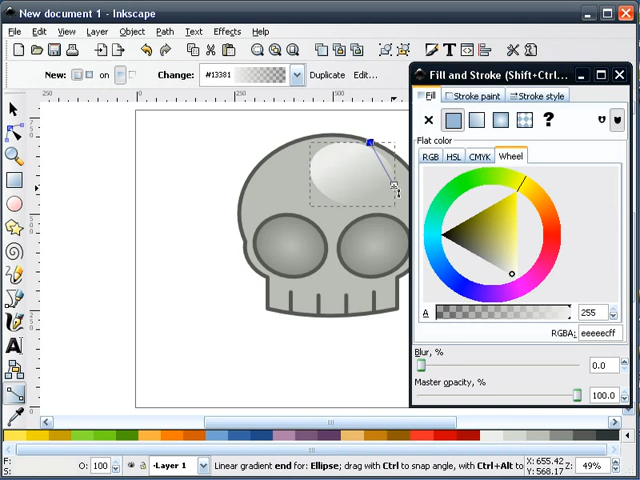 New document 1 - Inkscape
File Edit View Layer Object Path Text Effects Help
New: on Change: #13381 Duplicate Edit...
Fill and Stroke (Shift+Ctrl...
Fill Stroke paint Stroke style
Flat color
RGB HSL CMYK Wheel
A 255
RGBA: eeeeecff
Blur, %
0.0
Master opacity, %
100.0
250 0 250 500
F: S: O: 100 Layer 1 Linear gradient end for: Ellipse; drag with Ctrl to snap angle, with Ctrl+Alt to X: 655.42 Y: 568.17 Z: 49%